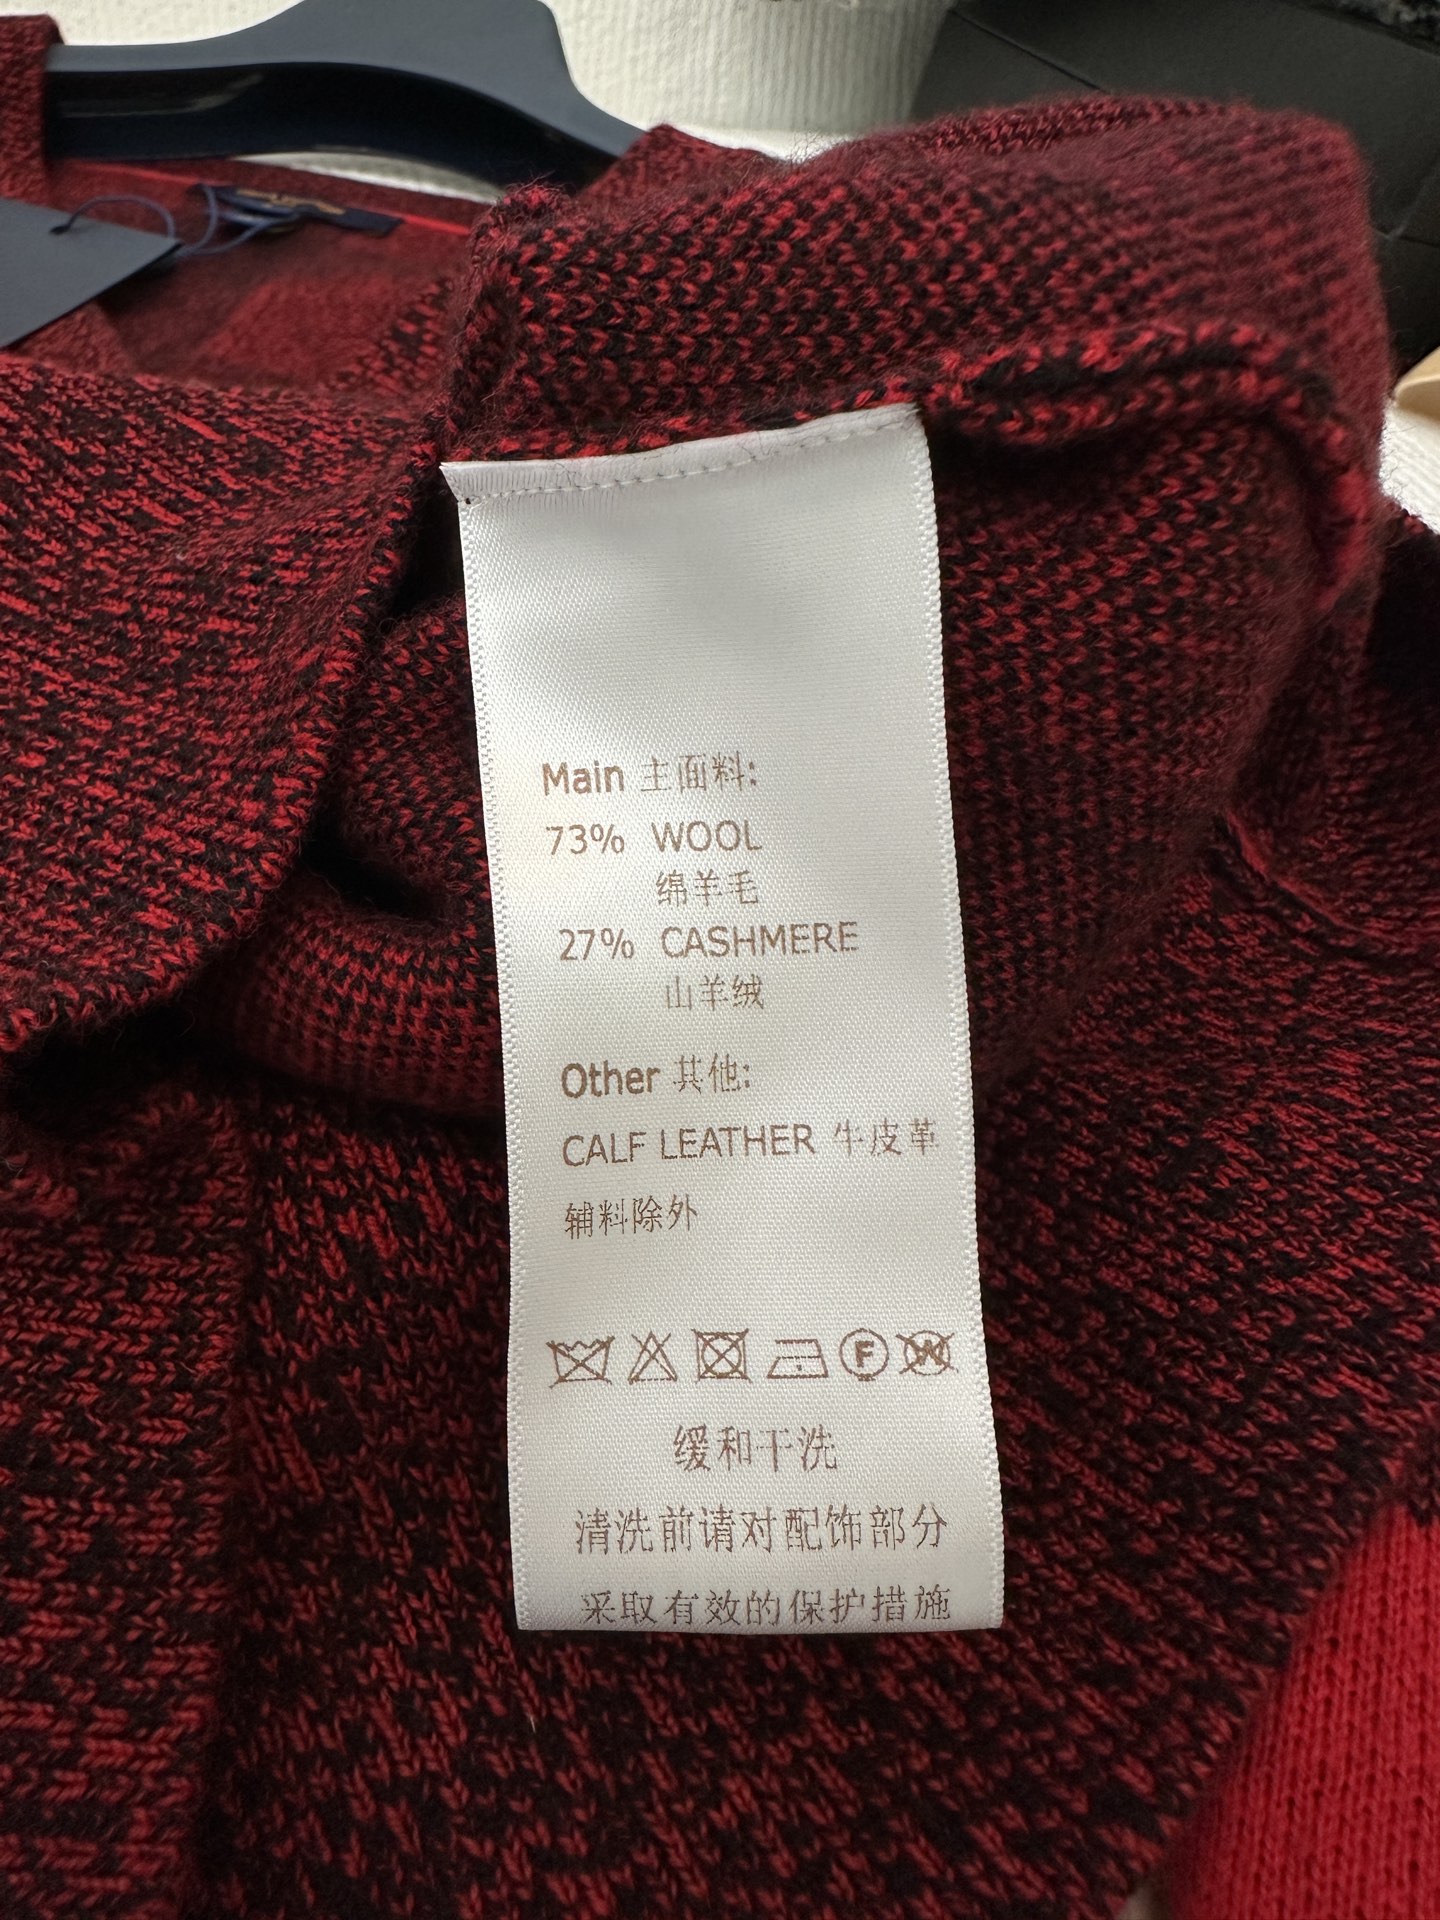 Main 主面料:
73% WOOL
绵羊毛
27% CASHMERE
山羊绒
Other 其他:
CALF LEATHER 牛皮革
辅料除外
F W
缓和干洗
清洗前请对配饰部分
采取有效的保护措施